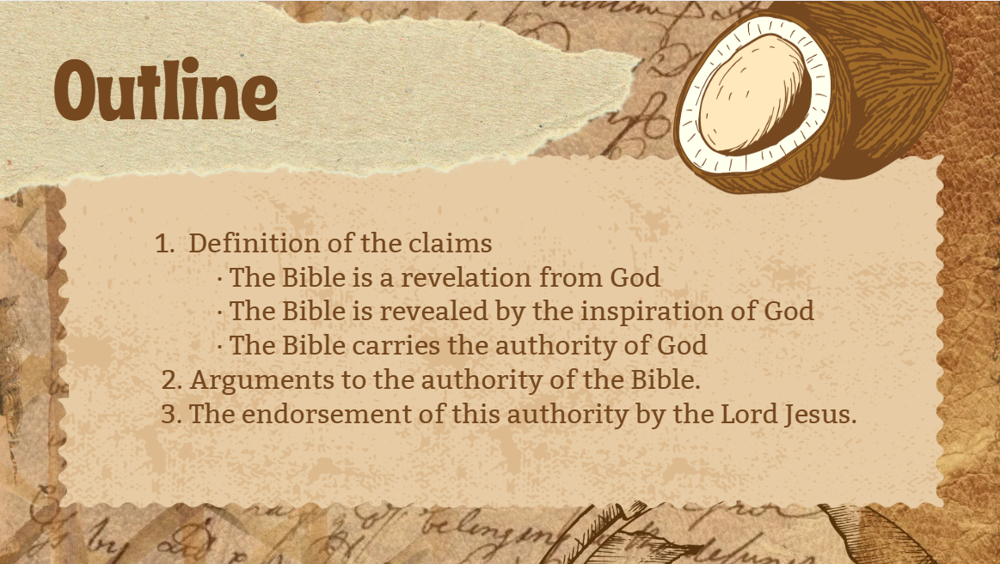 Outline
1. Definition of the claims
· The Bible is a revelation from God
· The Bible is revealed by the inspiration of God
· The Bible carries the authority of God
2. Arguments to the authority of the Bible.
3. The endorsement of this authority by the Lord Jesus.
belongin
by